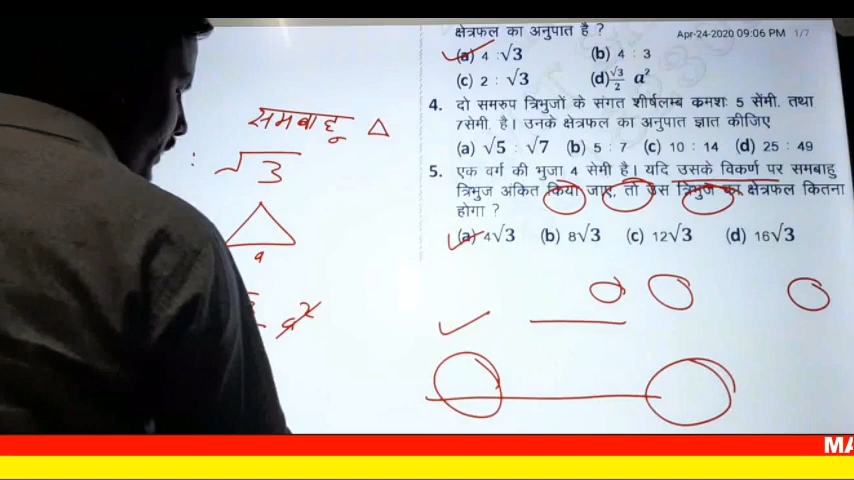 क्षेत्रफल का अनुपात है ?
Apr-24-2020 09:06 PM 1/7
(a) 4 :√3 (b) 4 : 3
(c) 2 : √3 (d) √3/2 a²
4. दो समरुप त्रिभुजों के संगत शीर्षलम्ब कमशः 5 सेंमी. तथा
7सेमी. है। उनके क्षेत्रफल का अनुपात ज्ञात कीजिए
(a) √5 : √7 (b) 5 : 7 (c) 10 : 14 (d) 25 : 49
5. एक वर्ग की भुजा 4 सेमी है। यदि उसके विकर्ण पर समबाहु
त्रिभुज अंकित किया जाए, तो उस त्रिभुज का क्षेत्रफल कितना
होगा ?
(a) 4√3 (b) 8√3 (c) 12√3 (d) 16√3
समबाहू △
: √3
a
MA